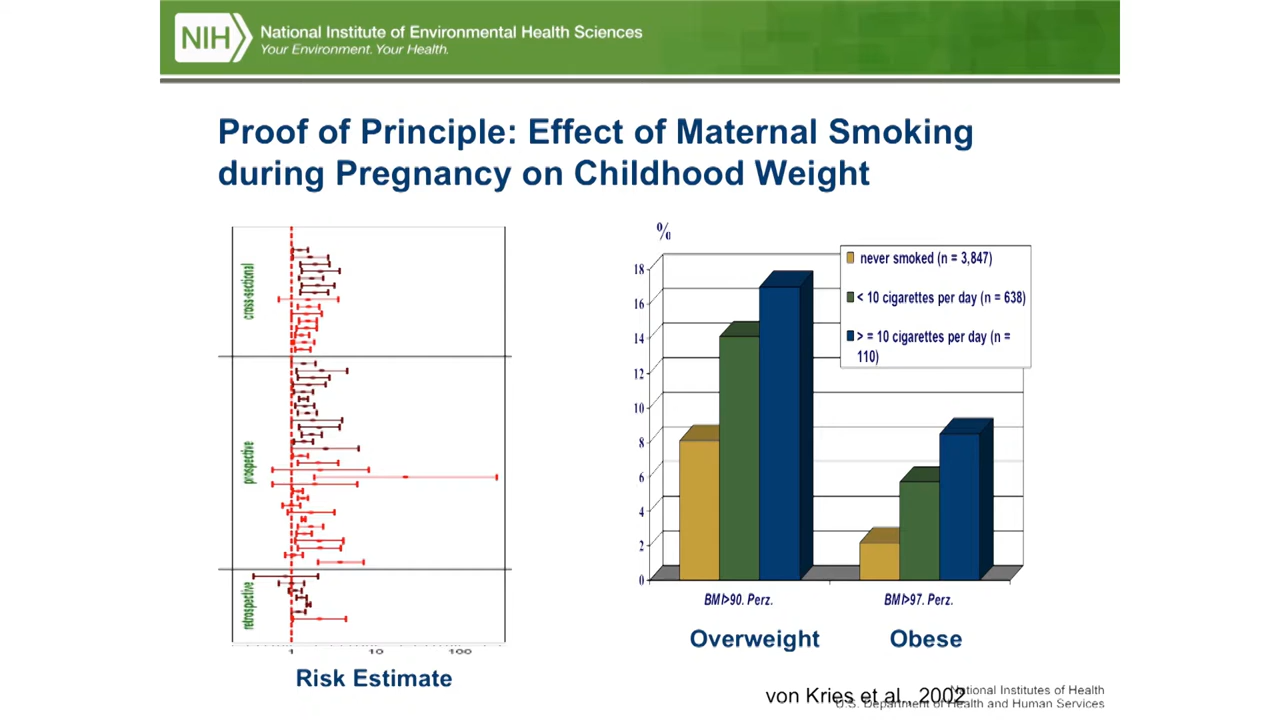 NIH
National Institute of Environmental Health Sciences
Your Environment. Your Health.
Proof of Principle: Effect of Maternal Smoking
during Pregnancy on Childhood Weight
cross-sectional
prospective
retrospective
1 10 100
Risk Estimate
%
18
16
14
12
10
8
6
4
2
0
never smoked (n = 3,847)
< 10 cigarettes per day (n = 638)
> = 10 cigarettes per day (n =
110)
BMI>90. Perz. BMI>97. Perz.
Overweight Obese
von Kries et al., 2002
National Institutes of Health
U.S. Department of Health and Human Services